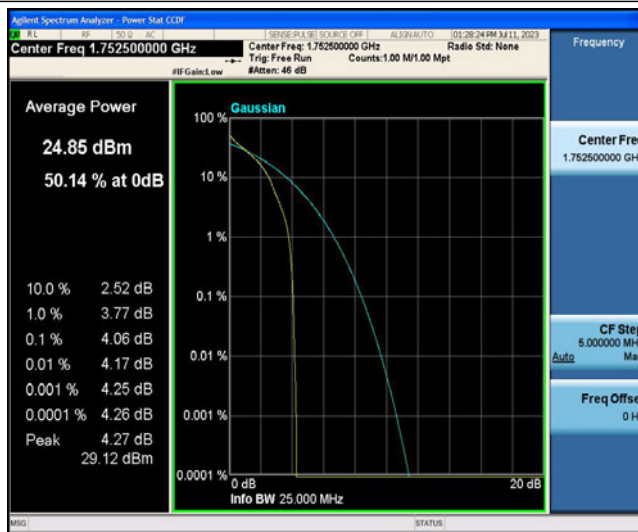 Agilent Spectrum Analyzer - Power Stat CCDF
RL RF 50 Ω AC SENSE:PULSE SOURCE OFF ALIGN AUTO 01:28:24 PM Jul 11, 2023
Center Freq 1.752500000 GHz
Center Freq: 1.752500000 GHz Radio Std: None
Trig: Free Run Counts:1.00 M/1.00 Mpt
#IFGain:Low #Atten: 46 dB
Frequency
Average Power
24.85 dBm
50.14 % at 0dB
10.0 % 2.52 dB
1.0 % 3.77 dB
0.1 % 4.06 dB
0.01 % 4.17 dB
0.001 % 4.25 dB
0.0001 % 4.26 dB
Peak 4.27 dB
29.12 dBm
Gaussian
100 %
10 %
1 %
0.1 %
0.01 %
0.001 %
0.0001 %
0 dB 20 dB
Info BW 25.000 MHz
Center Fre
1.752500000 GH
CF Ste
5.000000 MH
Auto Ma
Freq Offse
0 H
MSG STATUS